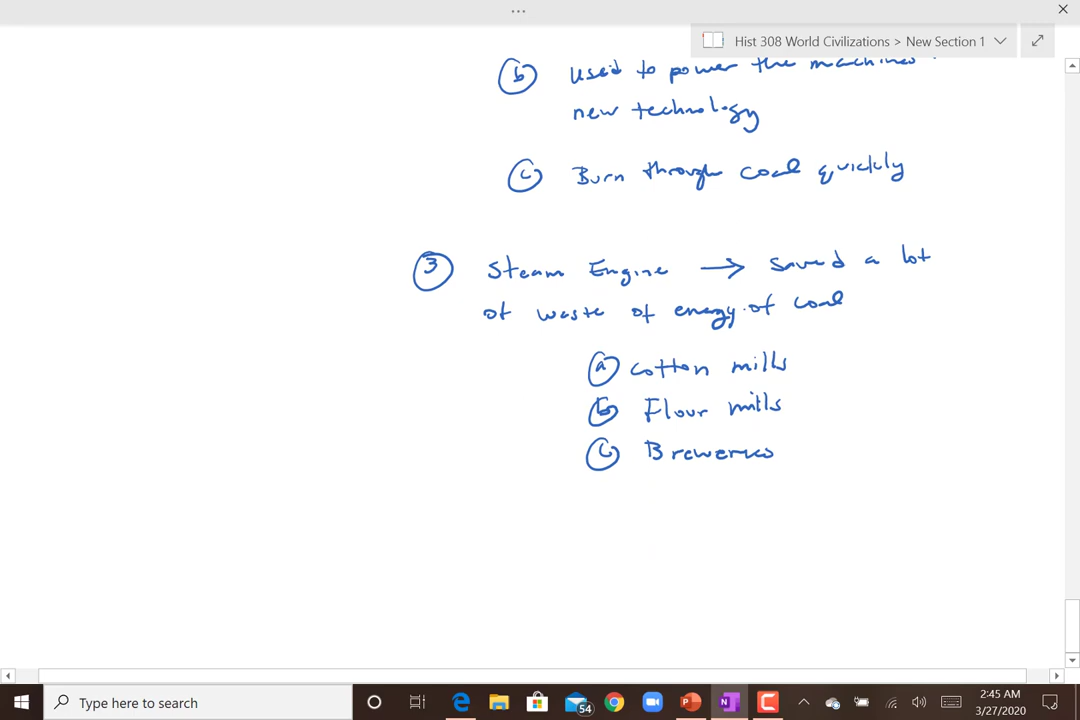 ...
Hist 308 World Civilizations > New Section 1
b used to power the machines
new technology
c Burn through coal quickly
3 Steam Engine → saved a lot
of waste of energy of coal
a cotton mills
b Flour mills
c Breweries
Type here to search
54
2:45 AM
3/27/2020